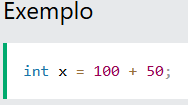 Exemplo
int x = 100 + 50;